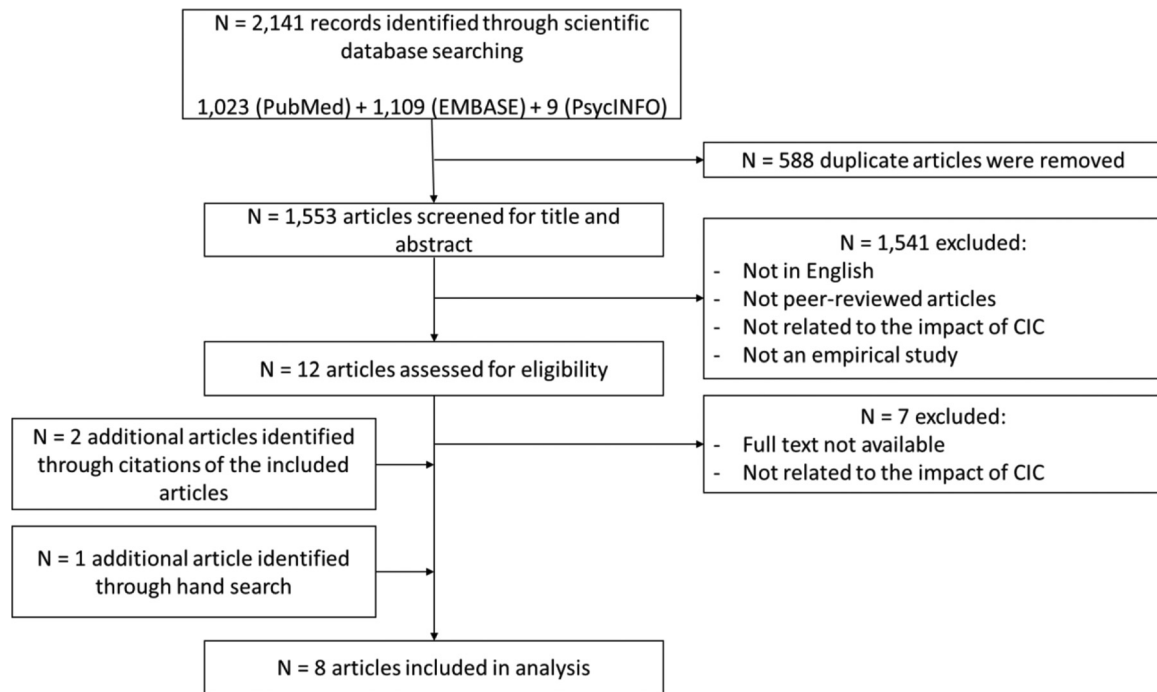 N = 2,141 records identified through scientific
database searching
1,023 (PubMed) + 1,109 (EMBASE) + 9 (PsycINFO)
N = 588 duplicate articles were removed
N = 1,553 articles screened for title and
abstract
N = 1,541 excluded:
- Not in English
- Not peer-reviewed articles
- Not related to the impact of CIC
- Not an empirical study
N = 12 articles assessed for eligibility
N = 7 excluded:
- Full text not available
- Not related to the impact of CIC
N = 2 additional articles identified
through citations of the included
articles
N = 1 additional article identified
through hand search
N = 8 articles included in analysis